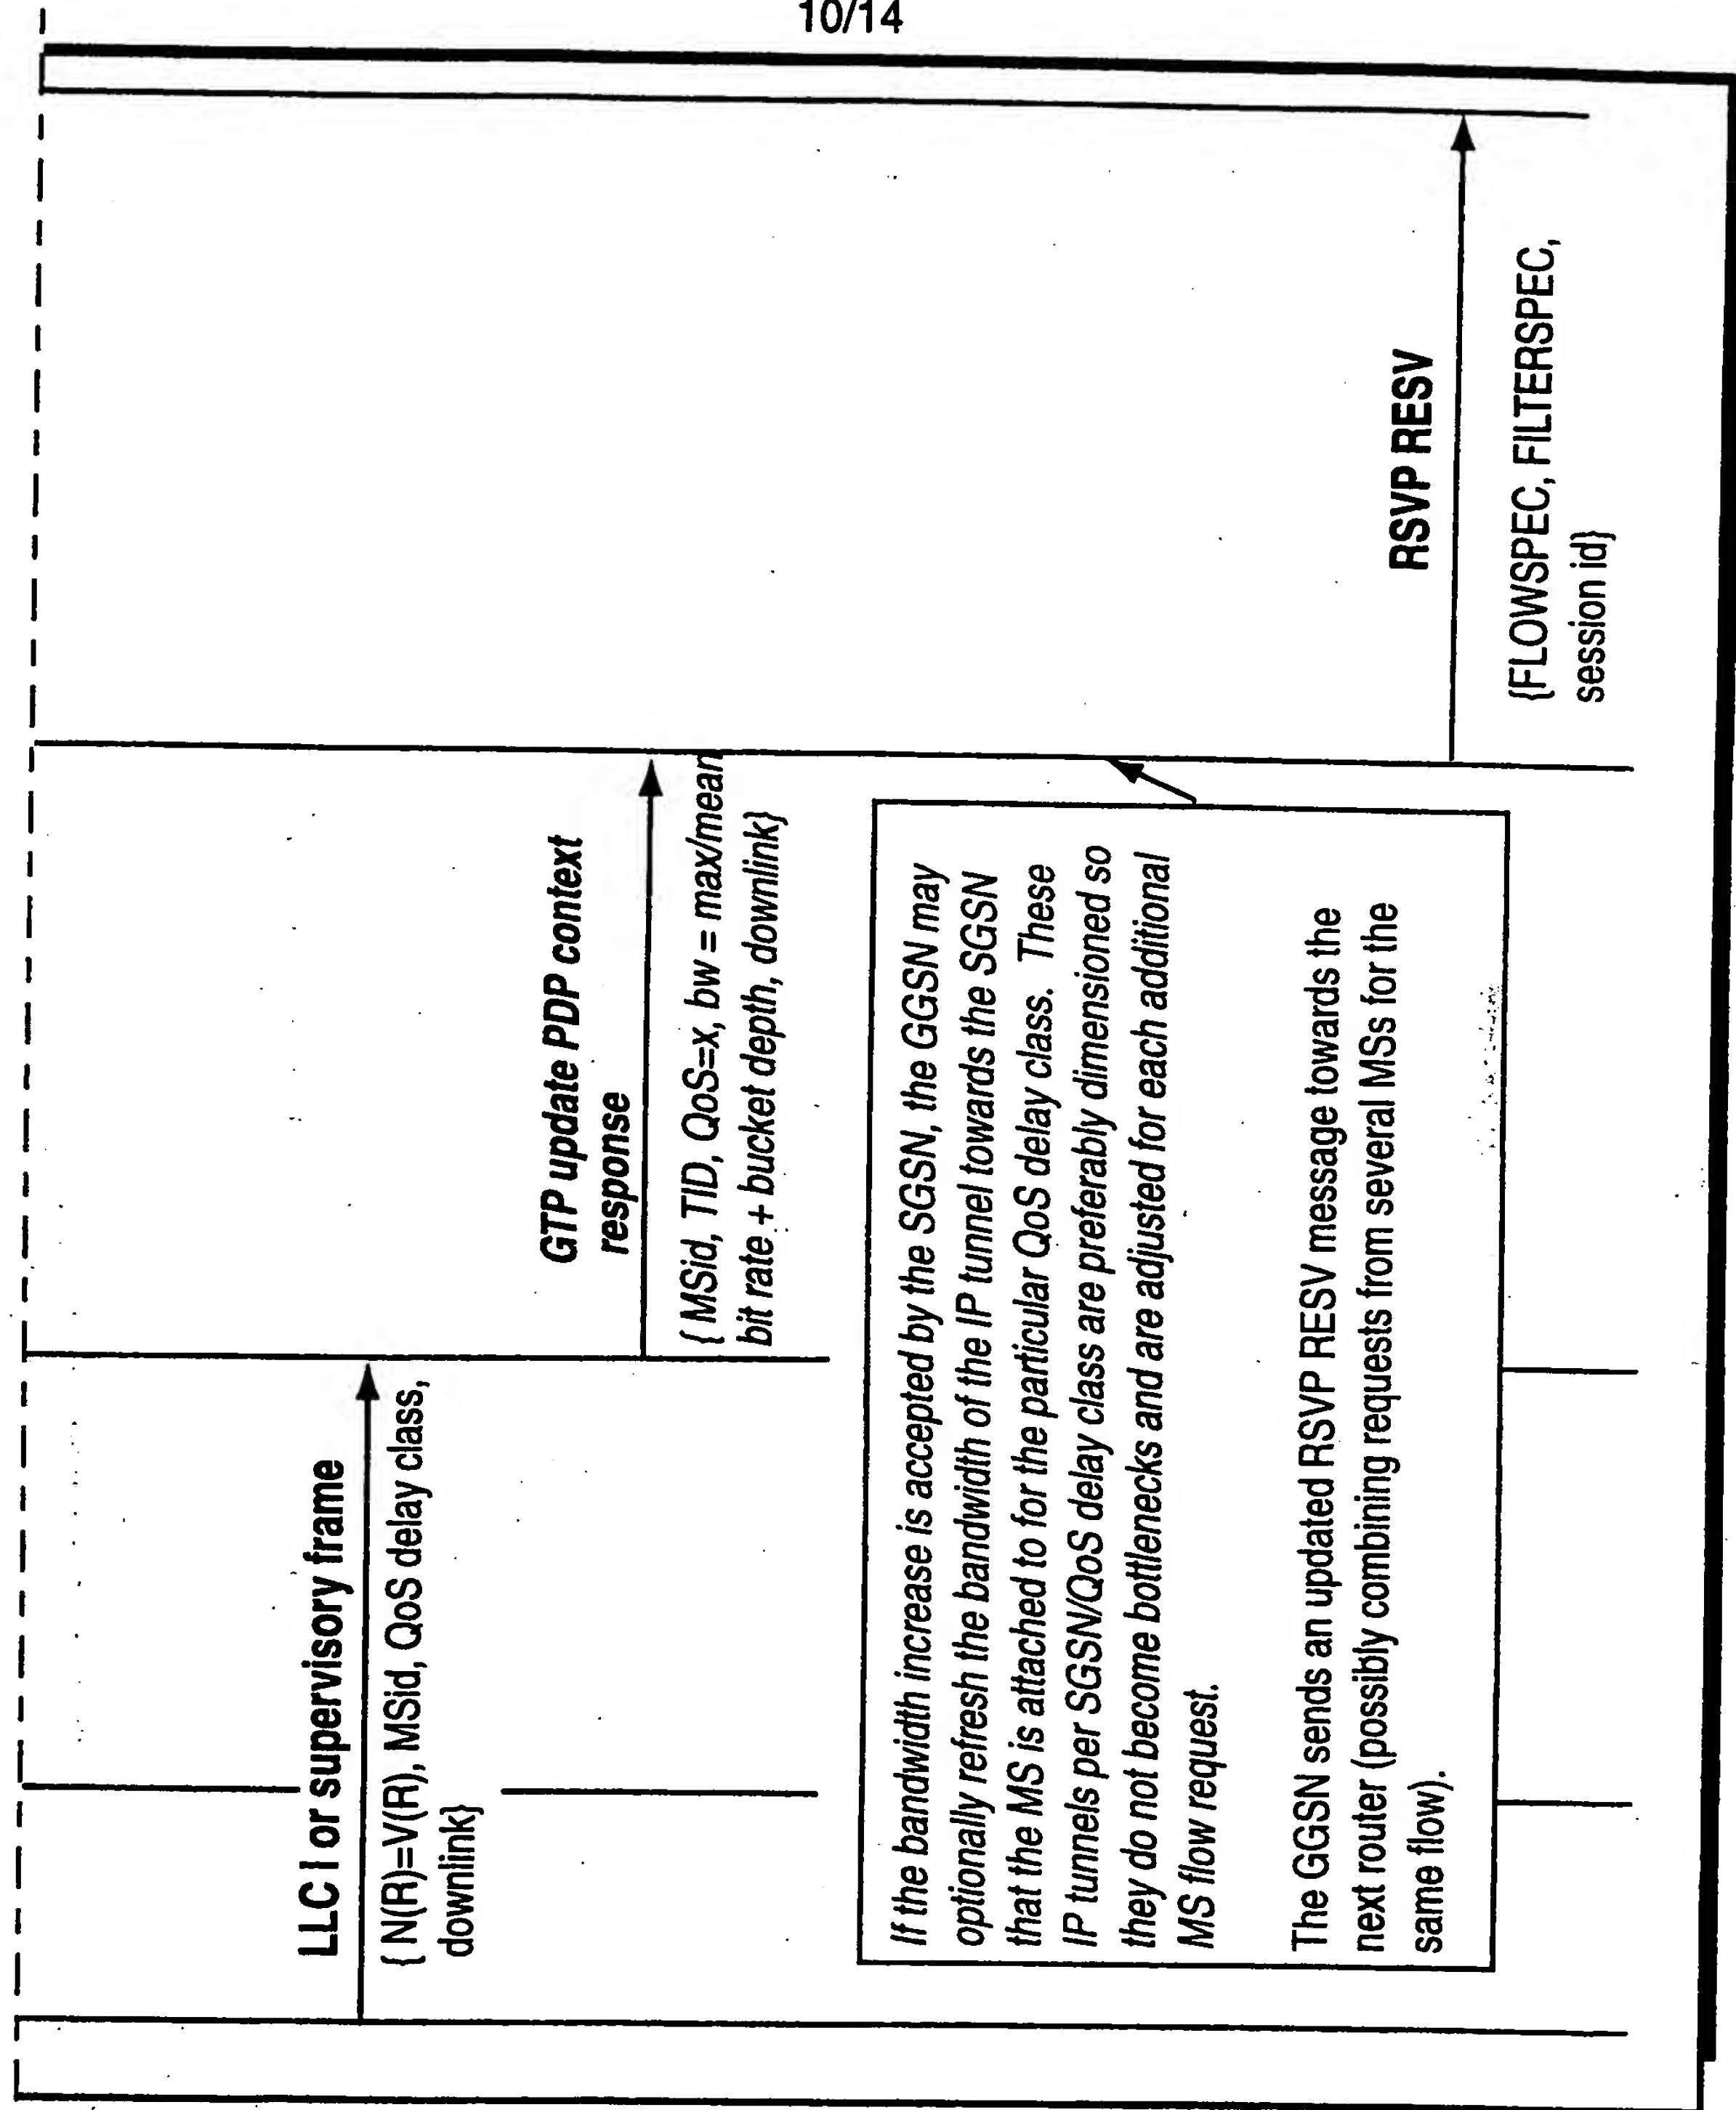 10/14
LLC I or supervisory frame
{ N(R)=V(R), MSid, QoS delay class,
downlink}
GTP update PDP context
response
{ MSid, TID, QoS=x, bw = max/mean
bit rate + bucket depth, downlink}
If the bandwidth increase is accepted by the SGSN, the GGSN may
optionally refresh the bandwidth of the IP tunnel towards the SGSN
that the MS is attached to for the particular QoS delay class. These
IP tunnels per SGSN/QoS delay class are preferably dimensioned so
they do not become bottlenecks and are adjusted for each additional
MS flow request.
The GGSN sends an updated RSVP RESV message towards the
next router (possibly combining requests from several MSs for the
same flow).
RSVP RESV
{FLOWSPEC, FILTERSPEC,
session id}